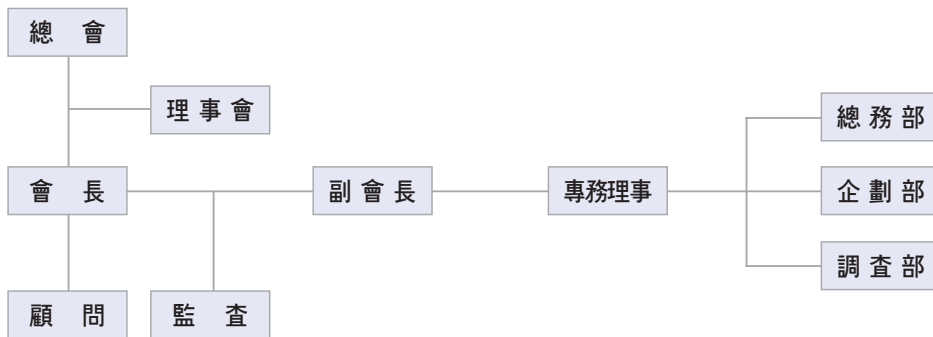 總會
理事會
總務部
會長
副會長
專務理事
企劃部
調査部
顧問
監査